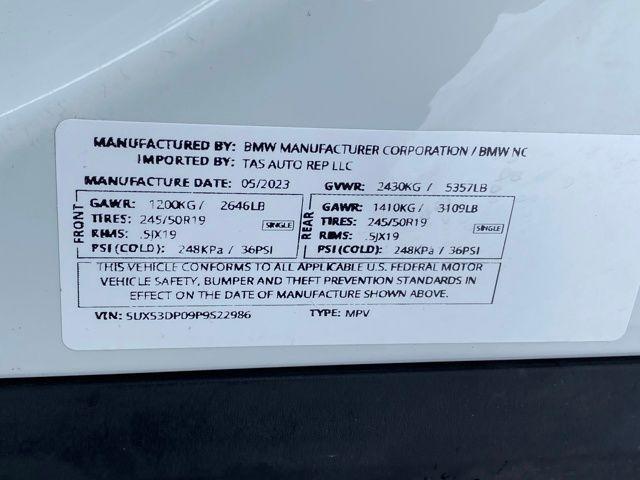 MANUFACTURED BY: BMW MANUFACTURER CORPORATION / BMW NC
IMPORTED BY: TAS AUTO REP LLC
MANUFACTURE DATE: 05/2023 GVWR: 2430KG / 5357LB
FRONT
GAWR: 1200KG / 2646LB
TIRES: 245/50R19 SINGLE
RIMS: .5JX19
PSI (COLD): 248KPa / 36PSI
REAR
GAWR: 1410KG / 3109LB
TIRES: 245/50R19 SINGLE
RIMS: .5JX19
PSI (COLD): 248KPa / 36PSI
THIS VEHICLE CONFORMS TO ALL APPLICABLE U.S. FEDERAL MOTOR
VEHICLE SAFETY, BUMPER AND THEFT PREVENTION STANDARDS IN
EFFECT ON THE DATE OF MANUFACTURE SHOWN ABOVE.
VIN: 5UX53DP09P9S22986 TYPE: MPV